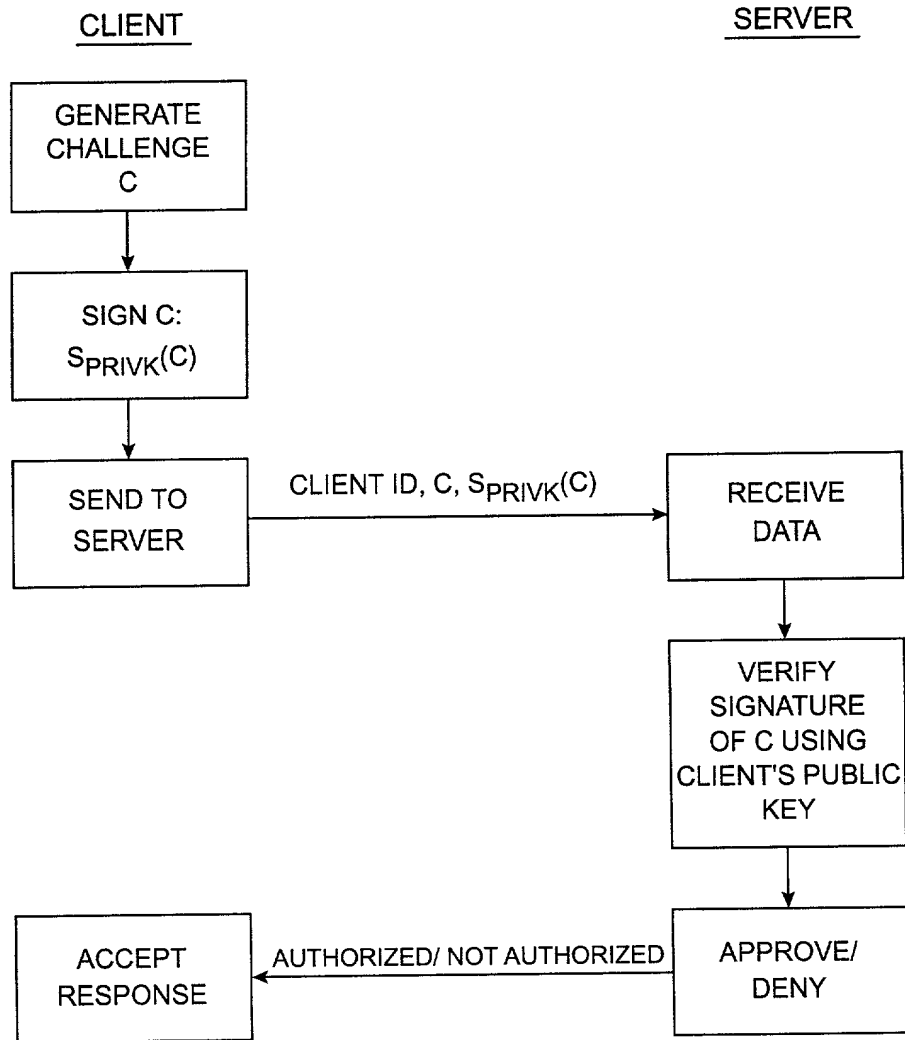 CLIENT
SERVER
GENERATE
CHALLENGE
C
SIGN C:
SPRIVK(C)
SEND TO
SERVER
CLIENT ID, C, SPRIVK(C)
RECEIVE
DATA
VERIFY
SIGNATURE
OF C USING
CLIENT'S PUBLIC
KEY
APPROVE/
DENY
AUTHORIZED/ NOT AUTHORIZED
ACCEPT
RESPONSE